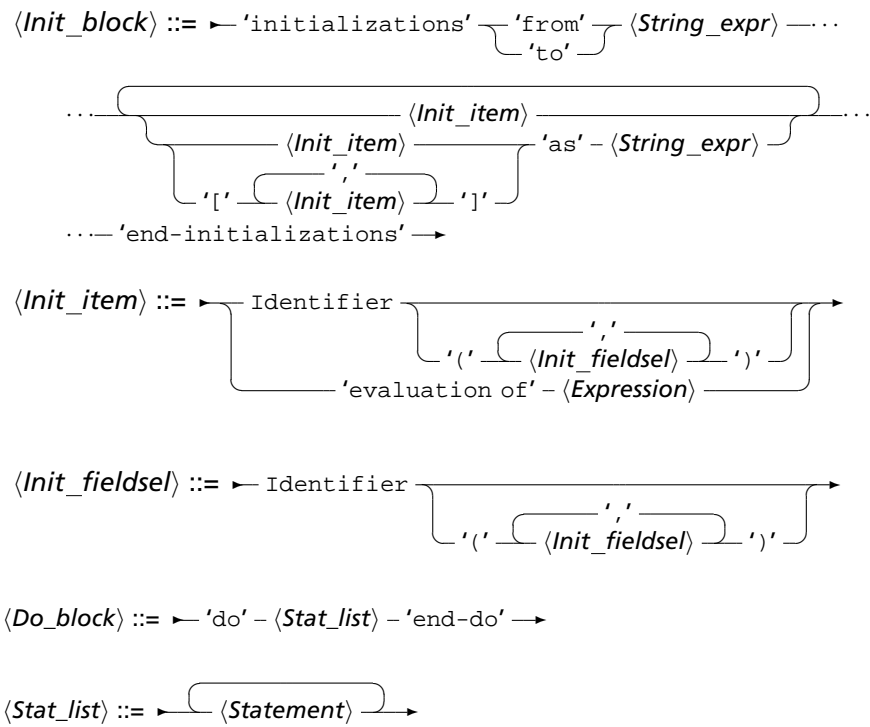 ⟨Init_block⟩ ::= 'initializations' 'from' ⟨String_expr⟩ ···
'to'
··· ⟨Init_item⟩ ···
⟨Init_item⟩ 'as' – ⟨String_expr⟩
','
'[' ⟨Init_item⟩ ']'
··· 'end-initializations'
⟨Init_item⟩ ::= Identifier
','
'(' ⟨Init_fieldsel⟩ ')'
'evaluation of' – ⟨Expression⟩
⟨Init_fieldsel⟩ ::= Identifier
','
'(' ⟨Init_fieldsel⟩ ')'
⟨Do_block⟩ ::= 'do' – ⟨Stat_list⟩ – 'end-do'
⟨Stat_list⟩ ::= ⟨Statement⟩